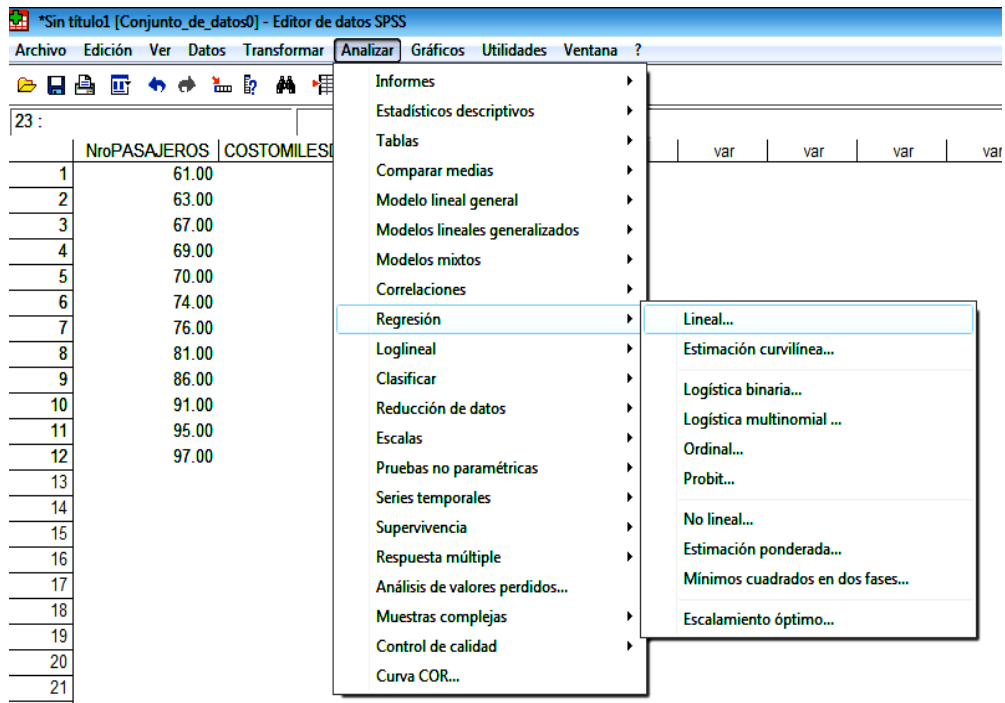 *Sin título1 [Conjunto_de_datos0] - Editor de datos SPSS
Archivo Edición Ver Datos Transformar Analizar Gráficos Utilidades Ventana ?
23 :
NroPASAJEROS COSTOMILESD var var var var
1 61.00
2 63.00
3 67.00
4 69.00
5 70.00
6 74.00
7 76.00
8 81.00
9 86.00
10 91.00
11 95.00
12 97.00
13
14
15
16
17
18
19
20
21
Informes
Estadísticos descriptivos
Tablas
Comparar medias
Modelo lineal general
Modelos lineales generalizados
Modelos mixtos
Correlaciones
Regresión
Loglineal
Clasificar
Reducción de datos
Escalas
Pruebas no paramétricas
Series temporales
Supervivencia
Respuesta múltiple
Análisis de valores perdidos...
Muestras complejas
Control de calidad
Curva COR...
Lineal...
Estimación curvilínea...
Logística binaria...
Logística multinomial ...
Ordinal...
Probit...
No lineal...
Estimación ponderada...
Mínimos cuadrados en dos fases...
Escalamiento óptimo...